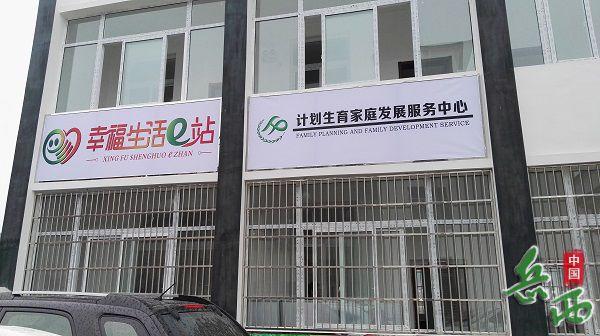 幸福生活e站
XING FU SHENGHUO e ZHAN
计划生育家庭发展服务中心
FAMILY PLANNING AND FAMILY DEVELOPMENT SERVICE
中国
岳西